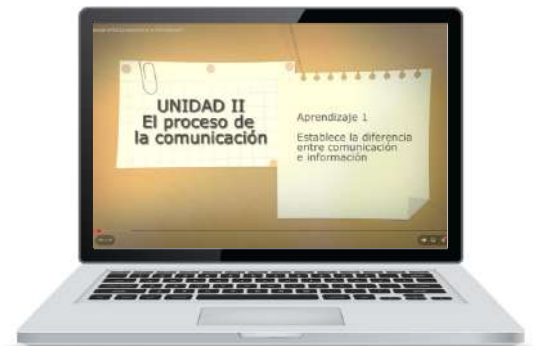 UNIDAD II
El proceso de
la comunicación
Aprendizaje 1
Establece la diferencia
entre comunicación
e información